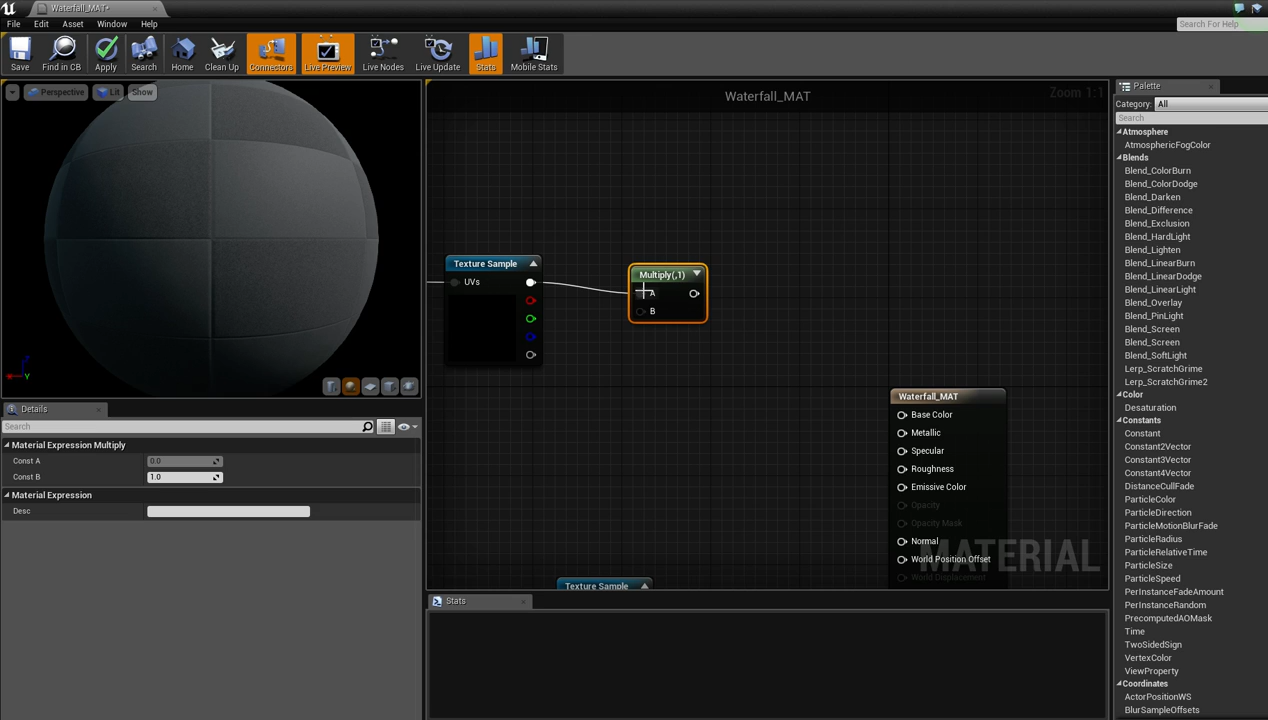 Waterfall_MAT*
File Edit Asset Window Help
Search For Help
Save Find in CB Apply Search Home Clean Up Connectors Live Preview Live Nodes Live Update Stats Mobile Stats
Perspective Lit Show
Waterfall_MAT
Zoom 1:1
Texture Sample
UVs
Multiply(,1)
A
B
Waterfall_MAT
Base Color
Metallic
Specular
Roughness
Emissive Color
Opacity
Opacity Mask
Normal
World Position Offset
World Displacement
MATERIAL
Texture Sample
Y
Details
Search
Material Expression Multiply
Const A 0.0
Const B 1.0
Material Expression
Desc
Stats
Palette
Category: All
Search
Atmosphere
AtmosphericFogColor
Blends
Blend_ColorBurn
Blend_ColorDodge
Blend_Darken
Blend_Difference
Blend_Exclusion
Blend_HardLight
Blend_Lighten
Blend_LinearBurn
Blend_LinearDodge
Blend_LinearLight
Blend_Overlay
Blend_PinLight
Blend_Screen
Blend_Screen
Blend_SoftLight
Lerp_ScratchGrime
Lerp_ScratchGrime2
Color
Desaturation
Constants
Constant
Constant2Vector
Constant3Vector
Constant4Vector
DistanceCullFade
ParticleColor
ParticleDirection
ParticleMotionBlurFade
ParticleRadius
ParticleRelativeTime
ParticleSize
ParticleSpeed
PerInstanceFadeAmount
PerInstanceRandom
PrecomputedAOMask
Time
TwoSidedSign
VertexColor
ViewProperty
Coordinates
ActorPositionWS
BlurSampleOffsets